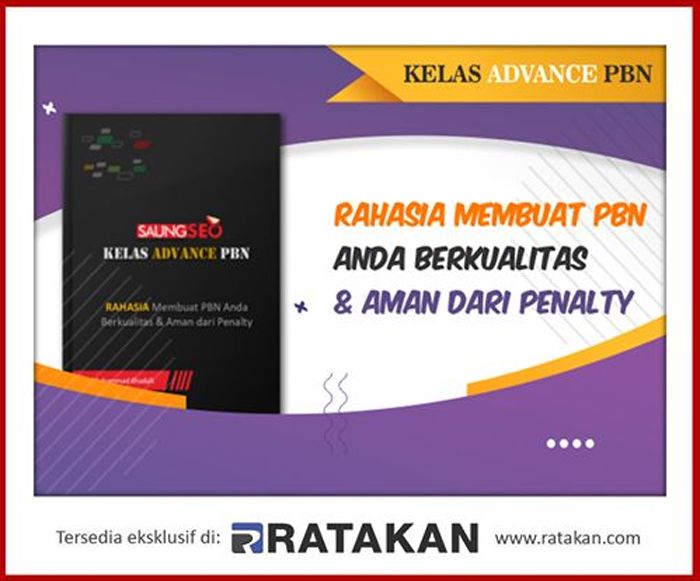 KELAS ADVANCE PBN
SAUNGSEO
KELAS ADVANCE PBN
RAHASIA Membuat PBN Anda
Berkualitas & Aman dari Penalty
RAHASIA MEMBUAT PBN
ANDA BERKUALITAS
& AMAN DARI PENALTY
Tersedia eksklusif di: RATAKAN www.ratakan.com